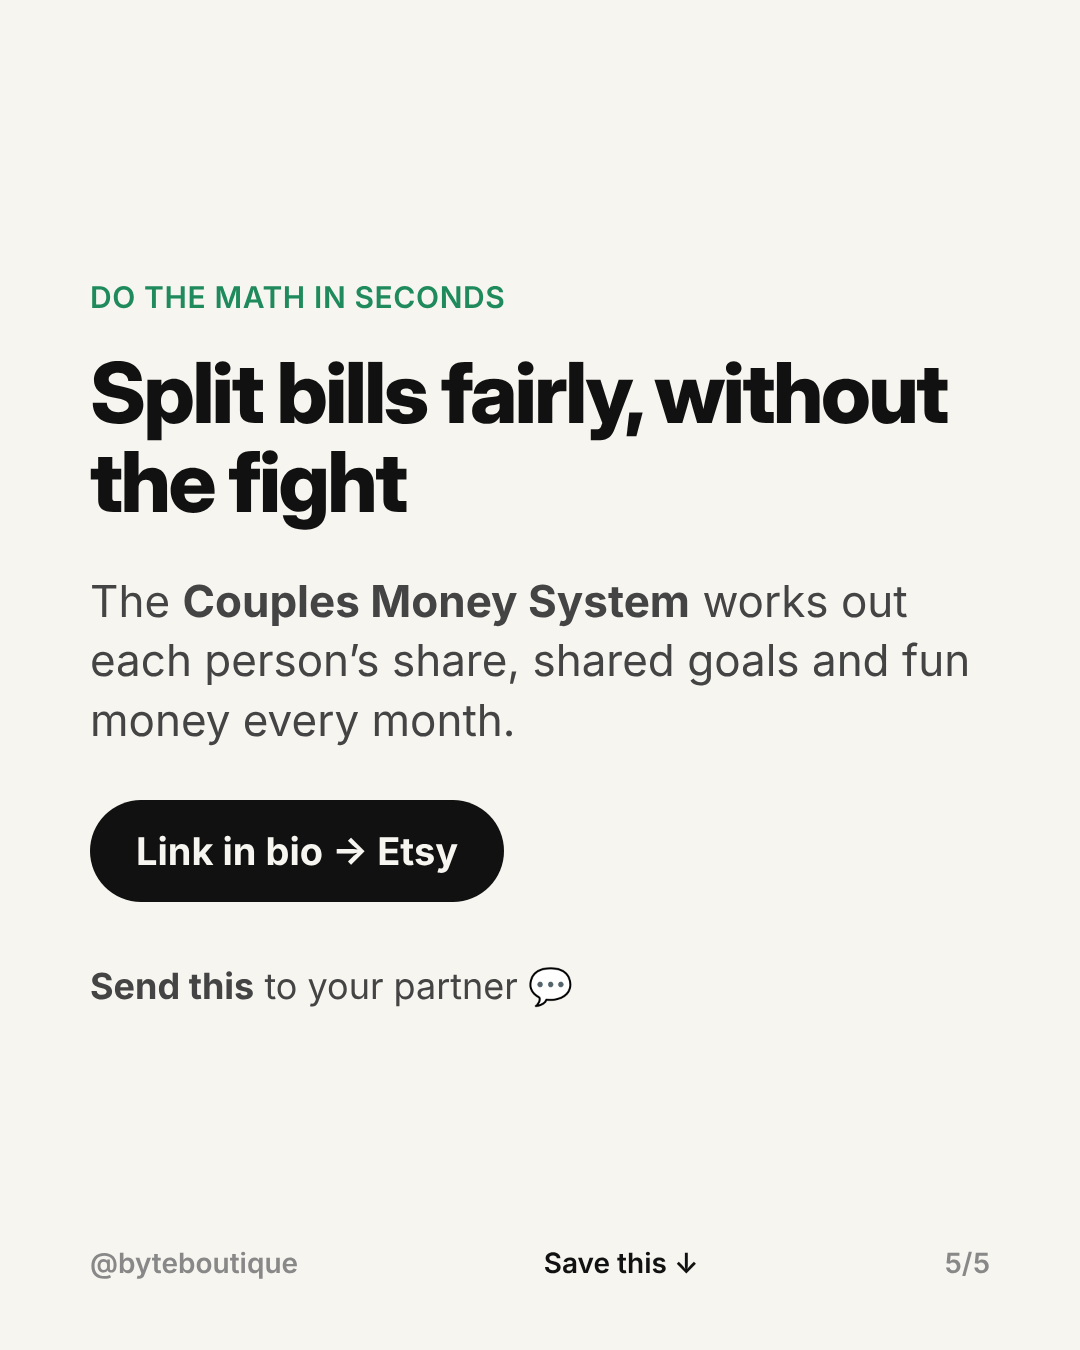 DO THE MATH IN SECONDS
Split bills fairly, without
the fight
The Couples Money System works out
each person’s share, shared goals and fun
money every month.
Link in bio → Etsy
Send this to your partner 💬
@byteboutique
Save this ↓
5/5